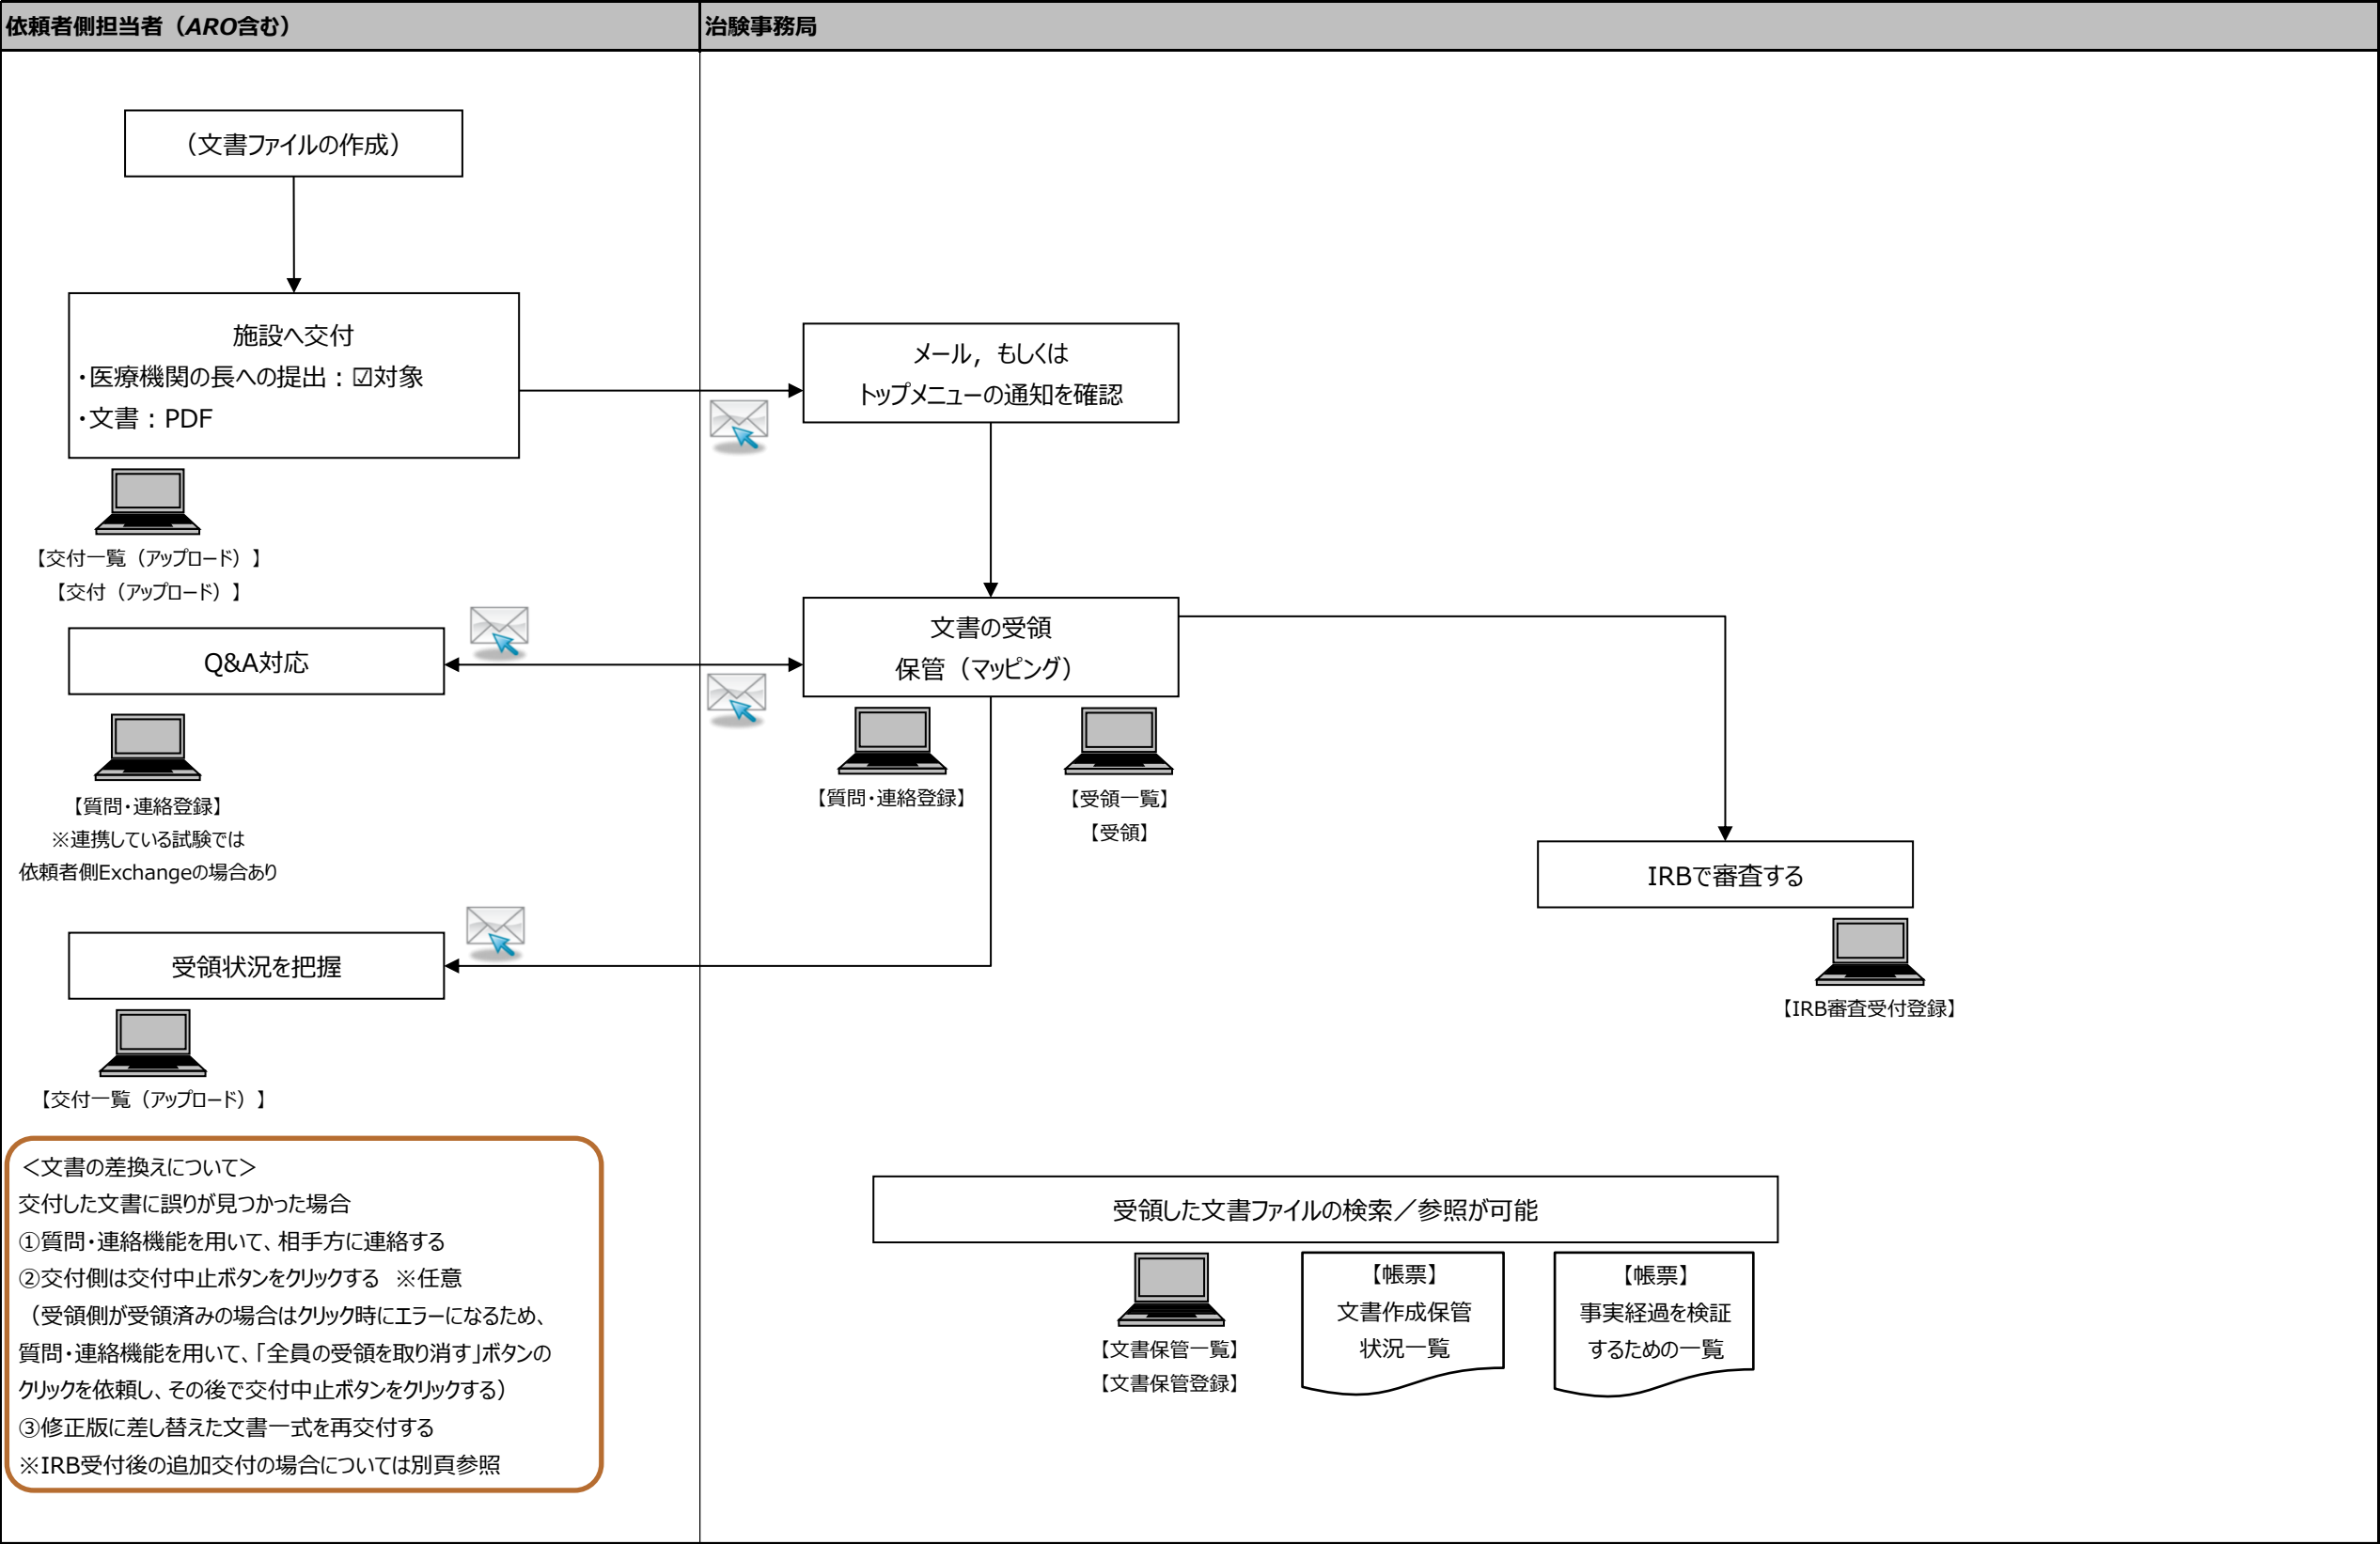 依頼者側担当者（ARO含む）
治験事務局
（文書ファイルの作成）
施設へ交付
・医療機関の長への提出：☑対象
・文書：PDF
【交付一覧（アップロード）】
【交付（アップロード）】
メール，もしくは
トップメニューの通知を確認
Q&A対応
【質問・連絡登録】
※連携している試験では
依頼者側Exchangeの場合あり
文書の受領
保管（マッピング）
【質問・連絡登録】
【受領一覧】
【受領】
IRBで審査する
【IRB審査受付登録】
受領状況を把握
【交付一覧（アップロード）】
＜文書の差換えについて＞
交付した文書に誤りが見つかった場合
①質問・連絡機能を用いて、相手方に連絡する
②交付側は交付中止ボタンをクリックする　※任意
（受領側が受領済みの場合はクリック時にエラーになるため、
質問・連絡機能を用いて、「全員の受領を取り消す」ボタンの
クリックを依頼し、その後で交付中止ボタンをクリックする）
③修正版に差し替えた文書一式を再交付する
※IRB受付後の追加交付の場合については別頁参照
受領した文書ファイルの検索／参照が可能
【文書保管一覧】
【文書保管登録】
【帳票】
文書作成保管
状況一覧
【帳票】
事実経過を検証
するための一覧